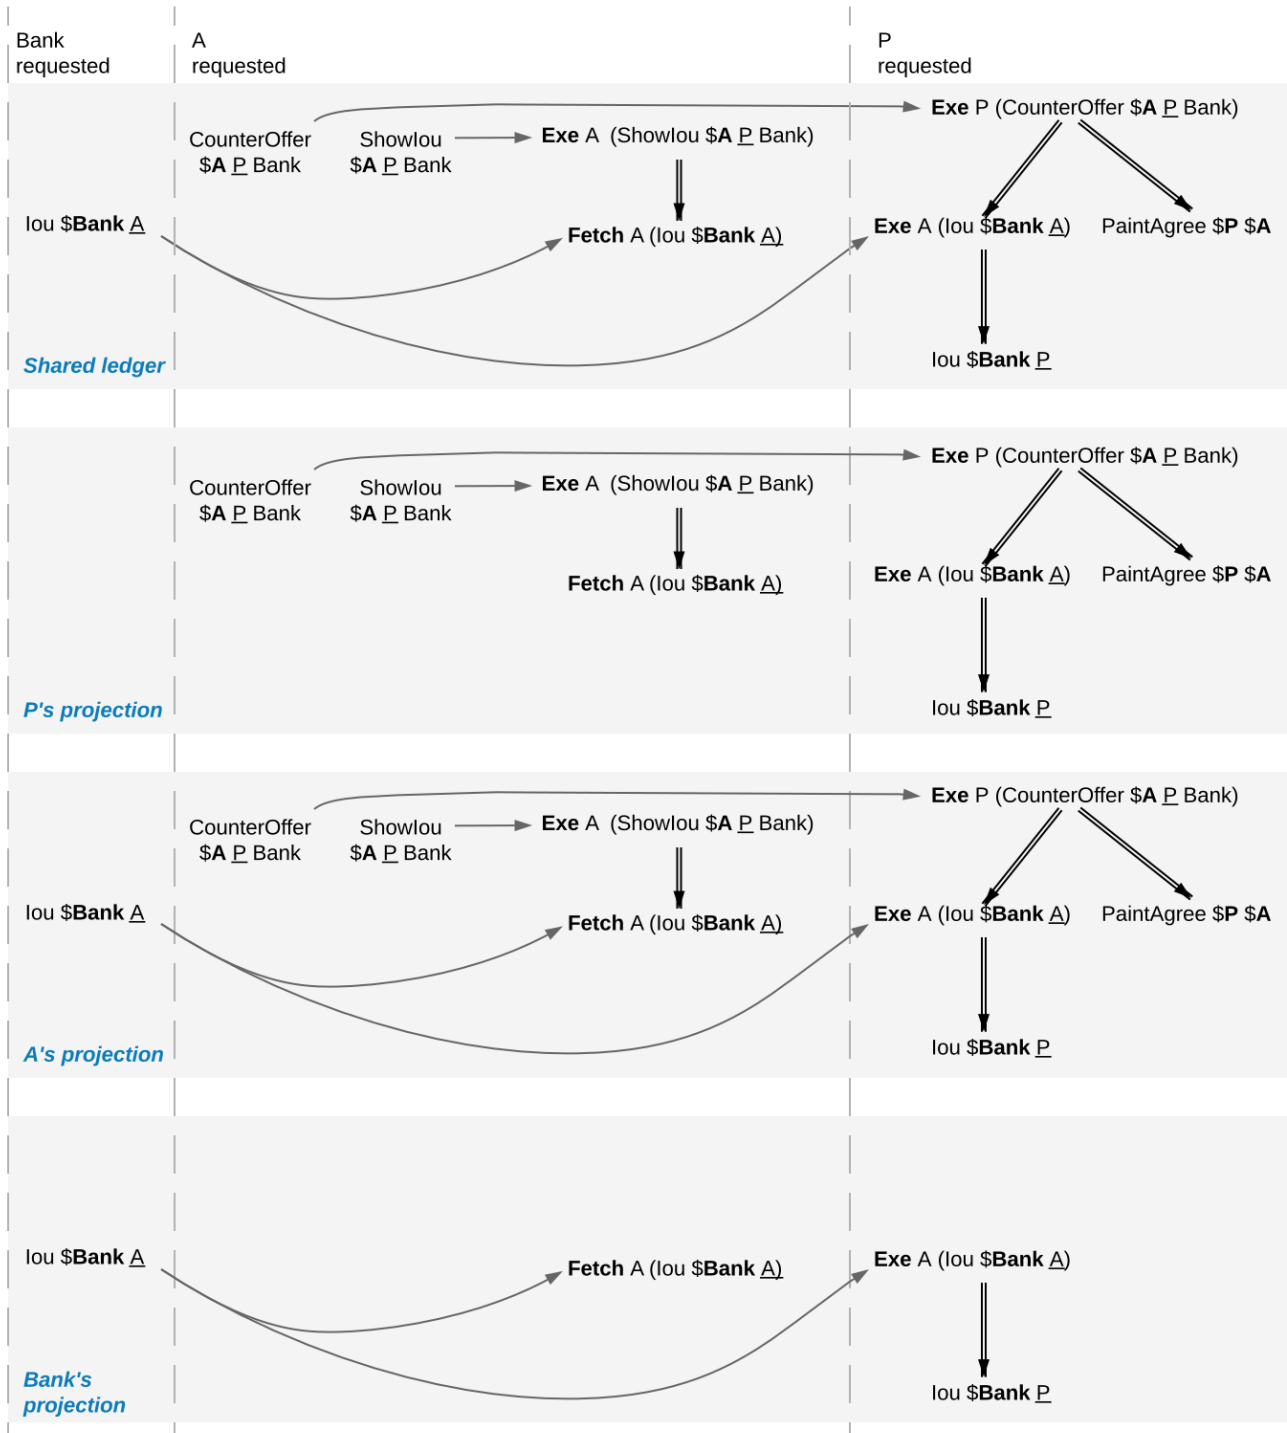 Bank
requested
A
requested
P
requested
Exe P (CounterOffer $A P Bank)
CounterOffer
$A P Bank
ShowIou
$A P Bank
Exe A (ShowIou $A P Bank)
Iou $Bank A
Fetch A (Iou $Bank A)
Exe A (Iou $Bank A)
PaintAgree $P $A
Iou $Bank P
Shared ledger
Exe P (CounterOffer $A P Bank)
CounterOffer
$A P Bank
ShowIou
$A P Bank
Exe A (ShowIou $A P Bank)
Fetch A (Iou $Bank A)
Exe A (Iou $Bank A)
PaintAgree $P $A
Iou $Bank P
P's projection
Exe P (CounterOffer $A P Bank)
CounterOffer
$A P Bank
ShowIou
$A P Bank
Exe A (ShowIou $A P Bank)
Iou $Bank A
Fetch A (Iou $Bank A)
Exe A (Iou $Bank A)
PaintAgree $P $A
Iou $Bank P
A's projection
Iou $Bank A
Fetch A (Iou $Bank A)
Exe A (Iou $Bank A)
Iou $Bank P
Bank's
projection